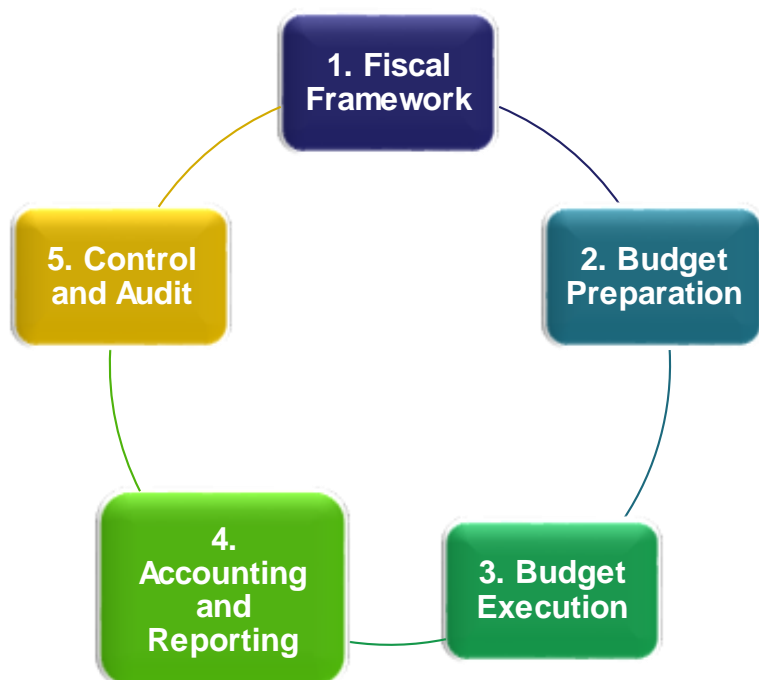 1. Fiscal
Framework
2. Budget
Preparation
3. Budget
Execution
4.
Accounting
and
Reporting
5. Control
and Audit